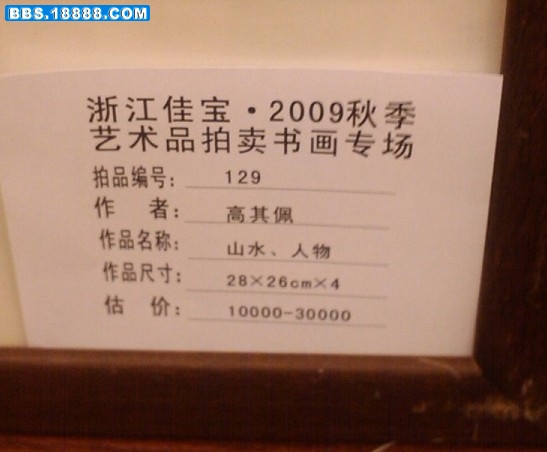 BBS.18888.COM
浙江佳宝·2009秋季
艺术品拍卖书画专场
拍品编号： 129
作 者： 高其佩
作品名称： 山水、人物
作品尺寸： 28×26cm×4
估 价： 10000-30000